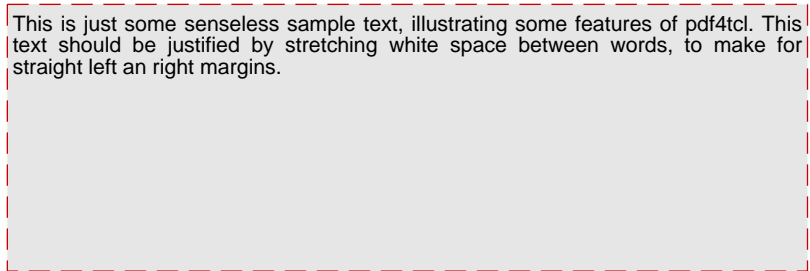 This is just some senseless sample text, illustrating some features of pdf4tcl. This
text should be justified by stretching white space between words, to make for
straight left an right margins.